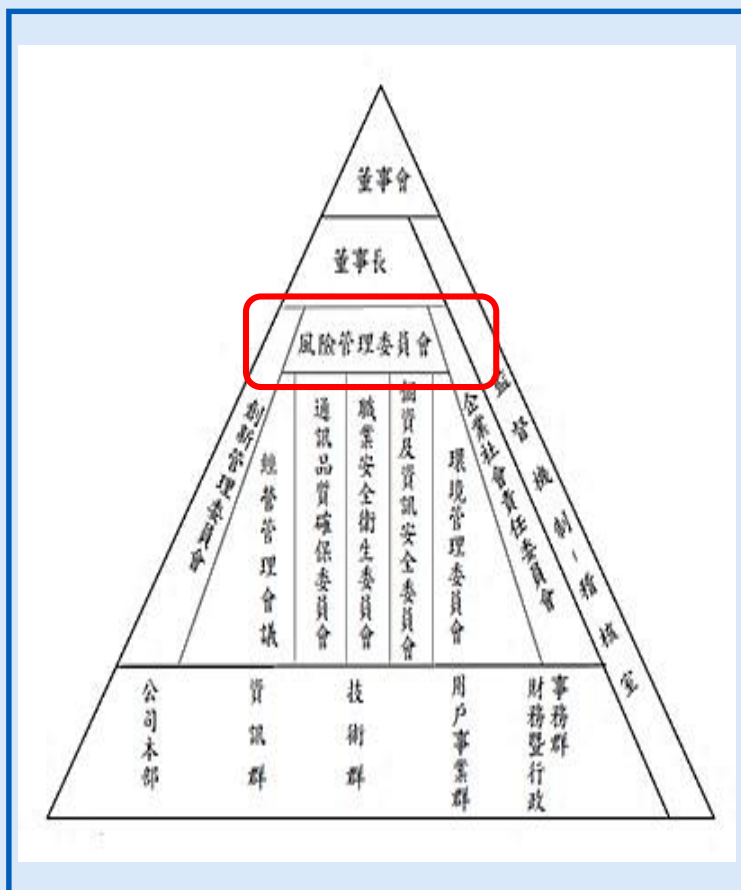 董事會
董事長
風險管理委員會
創新管理委員會
經營管理會議
通訊品質確保委員會
職業安全衛生委員會
個資及資訊安全委員會
環境管理委員會
企業社會責任委員會
監督機制-稽核室
公司本部
資訊群
技術群
用戶事業群
財務暨行政
事務群